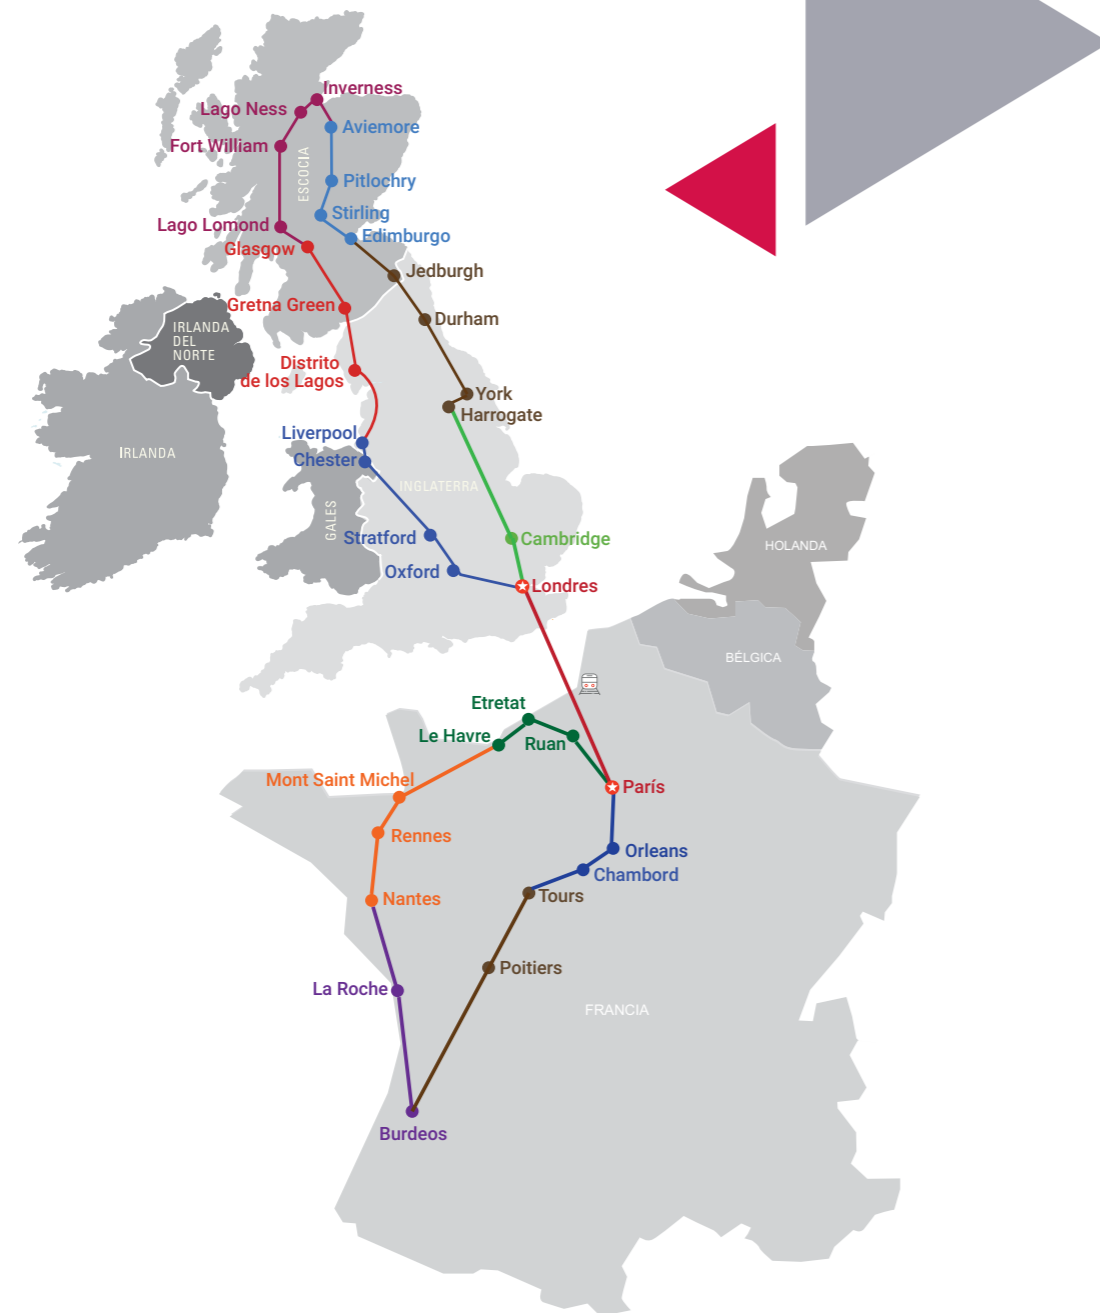 Inverness
Lago Ness
Aviemore
Fort William
ESCOCIA
Pitlochry
Stirling
Lago Lomond
Edimburgo
Glasgow
Jedburgh
Gretna Green
Durham
IRLANDA
DEL
NORTE
Distrito
de los Lagos
York
Harrogate
Liverpool
IRLANDA
Chester
INGLATERRA
GALES
Stratford
Cambridge
HOLANDA
Oxford
Londres
BÉLGICA
Etretat
Le Havre
Ruan
Mont Saint Michel
París
Rennes
Orleans
Chambord
Nantes
Tours
Poitiers
La Roche
FRANCIA
Burdeos